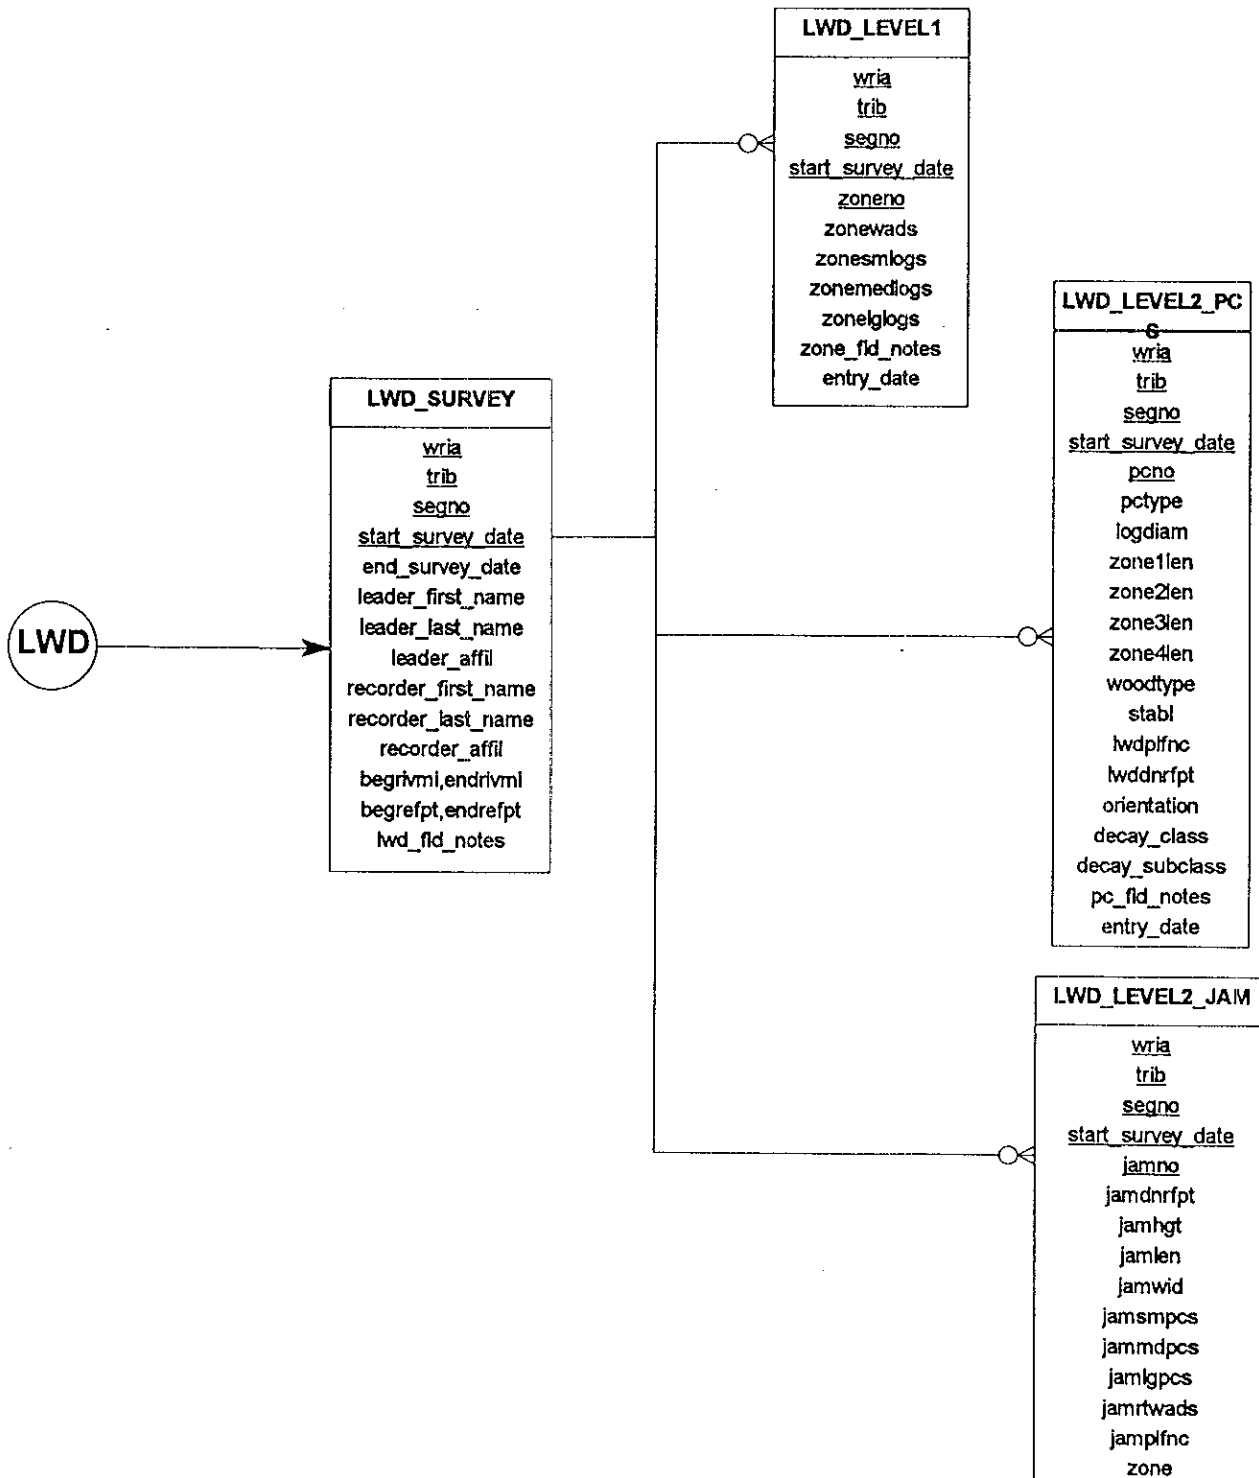 LWD
LWD_SURVEY
wria
trib
segno
start_survey_date
end_survey_date
leader_first_name
leader_last_name
leader_affil
recorder_first_name
recorder_last_name
recorder_affil
begrivmi,endrivmi
begrefpt,endrefpt
lwd_fld_notes
LWD_LEVEL1
wria
trib
segno
start_survey_date
zoneno
zonewads
zonesmlogs
zonemedlogs
zonelglogs
zone_fld_notes
entry_date
LWD_LEVEL2_PC
S
wria
trib
segno
start_survey_date
pcno
pctype
logdiam
zone1len
zone2len
zone3len
zone4len
woodtype
stabl
lwdplfnc
lwddnrfpt
orientation
decay_class
decay_subclass
pc_fld_notes
entry_date
LWD_LEVEL2_JAM
wria
trib
segno
start_survey_date
jamno
jamdnrfpt
jamhgt
jamlen
jamwid
jamsmpcs
jammdpcs
jamlgpcs
jamrtwads
jamplfnc
zone